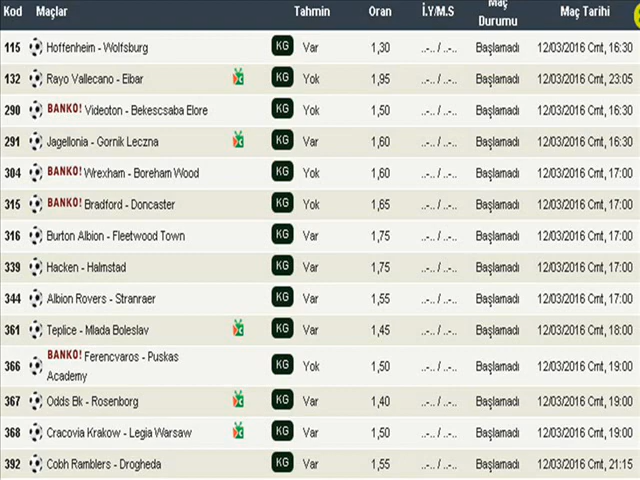 Kod Maçlar Tahmin Oran İ.Y/M.S Maç Durumu Maç Tarihi
115 Hoffenheim - Wolfsburg KG Var 1,30 ..-.. / ..-.. Başlamadı 12/03/2016 Cmt, 16:30
132 Rayo Vallecano - Eibar KG Yok 1,95 ..-.. / ..-.. Başlamadı 12/03/2016 Cmt, 23:05
290 BANKO! Videoton - Bekescsaba Elore KG Yok 1,50 ..-.. / ..-.. Başlamadı 12/03/2016 Cmt, 16:30
291 Jagellonia - Gornik Leczna KG Var 1,60 ..-.. / ..-.. Başlamadı 12/03/2016 Cmt, 16:30
304 BANKO! Wrexham - Boreham Wood KG Yok 1,60 ..-.. / ..-.. Başlamadı 12/03/2016 Cmt, 17:00
315 BANKO! Bradford - Doncaster KG Yok 1,65 ..-.. / ..-.. Başlamadı 12/03/2016 Cmt, 17:00
316 Burton Albion - Fleetwood Town KG Var 1,75 ..-.. / ..-.. Başlamadı 12/03/2016 Cmt, 17:00
339 Hacken - Halmstad KG Var 1,75 ..-.. / ..-.. Başlamadı 12/03/2016 Cmt, 17:00
344 Albion Rovers - Stranraer KG Var 1,55 ..-.. / ..-.. Başlamadı 12/03/2016 Cmt, 17:00
361 Teplice - Mlada Boleslav KG Var 1,45 ..-.. / ..-.. Başlamadı 12/03/2016 Cmt, 18:00
366 BANKO! Ferencvaros - Puskas Academy KG Yok 1,50 ..-.. / ..-.. Başlamadı 12/03/2016 Cmt, 19:00
367 Odds Bk - Rosenborg KG Var 1,40 ..-.. / ..-.. Başlamadı 12/03/2016 Cmt, 19:00
368 Cracovia Krakow - Legia Warsaw KG Var 1,50 ..-.. / ..-.. Başlamadı 12/03/2016 Cmt, 19:00
392 Cobh Ramblers - Drogheda KG Var 1,55 ..-.. / ..-.. Başlamadı 12/03/2016 Cmt, 21:15